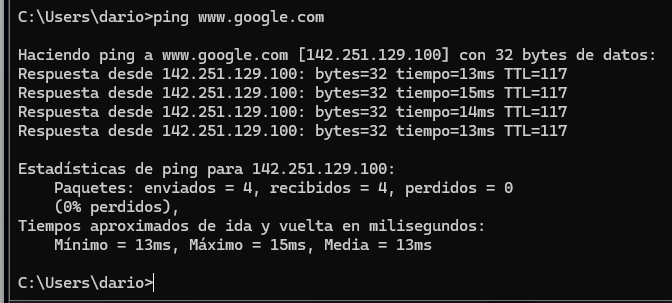 C:\Users\dario>ping www.google.com
Haciendo ping a www.google.com [142.251.129.100] con 32 bytes de datos:
Respuesta desde 142.251.129.100: bytes=32 tiempo=13ms TTL=117
Respuesta desde 142.251.129.100: bytes=32 tiempo=15ms TTL=117
Respuesta desde 142.251.129.100: bytes=32 tiempo=14ms TTL=117
Respuesta desde 142.251.129.100: bytes=32 tiempo=13ms TTL=117
Estadísticas de ping para 142.251.129.100:
Paquetes: enviados = 4, recibidos = 4, perdidos = 0
(0% perdidos),
Tiempos aproximados de ida y vuelta en milisegundos:
Mínimo = 13ms, Máximo = 15ms, Media = 13ms
C:\Users\dario>